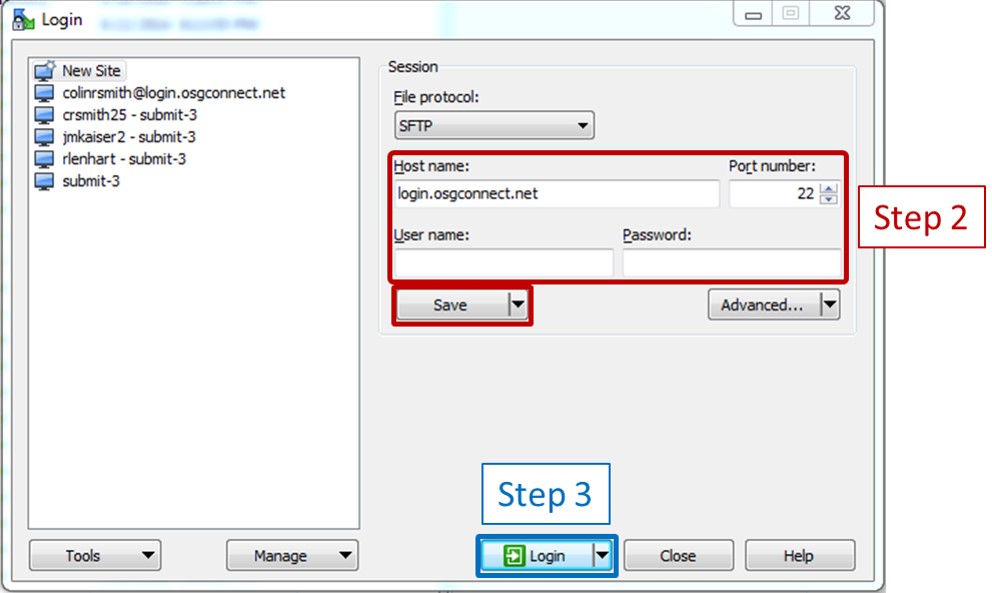 Login
New Site
colinrsmith@login.osgconnect.net
crsmith25 - submit-3
jmkaiser2 - submit-3
rlenhart - submit-3
submit-3
Session
File protocol:
SFTP
Host name: Port number:
login.osgconnect.net 22
Step 2
User name: Password:
Save Advanced...
Step 3
Tools Manage Login Close Help